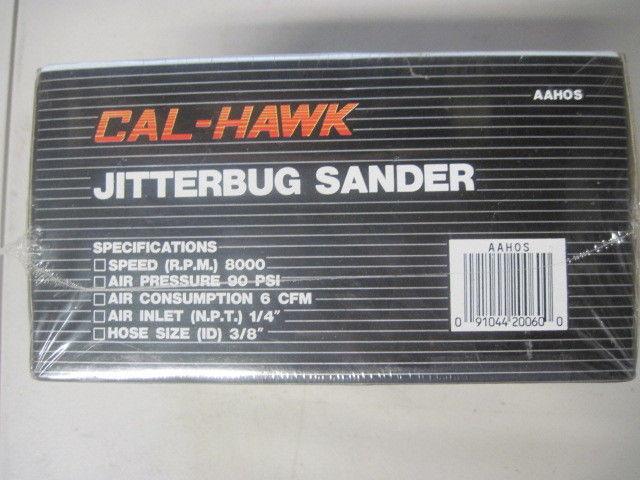 AAHOS
CAL-HAWK
JITTERBUG SANDER
SPECIFICATIONS
☐ SPEED (R.P.M.) 8000
☐ AIR PRESSURE 90 PSI
☐ AIR CONSUMPTION 6 CFM
☐ AIR INLET (N.P.T.) 1/4"
☐ HOSE SIZE (ID) 3/8"
AAHOS
0 91044 20060 0